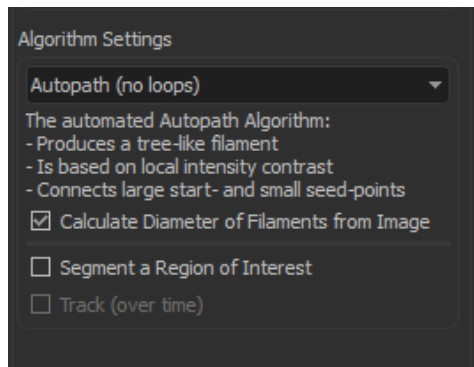 Algorithm Settings
Autopath (no loops)
The automated Autopath Algorithm:
- Produces a tree-like filament
- Is based on local intensity contrast
- Connects large start- and small seed-points
Calculate Diameter of Filaments from Image
Segment a Region of Interest
Track (over time)